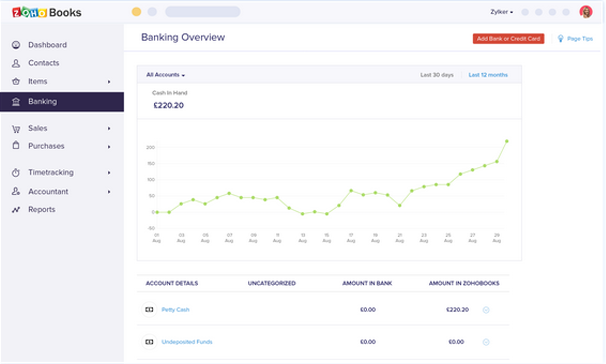 ZOHO Books
Zylker
Dashboard
Contacts
Items
Banking
Sales
Purchases
Timetracking
Accountant
Reports
Banking Overview
Add Bank or Credit Card
Page Tips
All Accounts
Last 30 days
Last 12 months
Cash In Hand
£220.20
200
150
100
50
0
-50
01 03 05 07 09 11 13 15 17 19 21 23 25 27 29
Aug Aug Aug Aug Aug Aug Aug Aug Aug Aug Aug Aug Aug Aug Aug
ACCOUNT DETAILS UNCATEGORIZED AMOUNT IN BANK AMOUNT IN ZOHOBOOKS
Petty Cash £0.00 £220.20
Undeposited Funds £0.00 £0.00